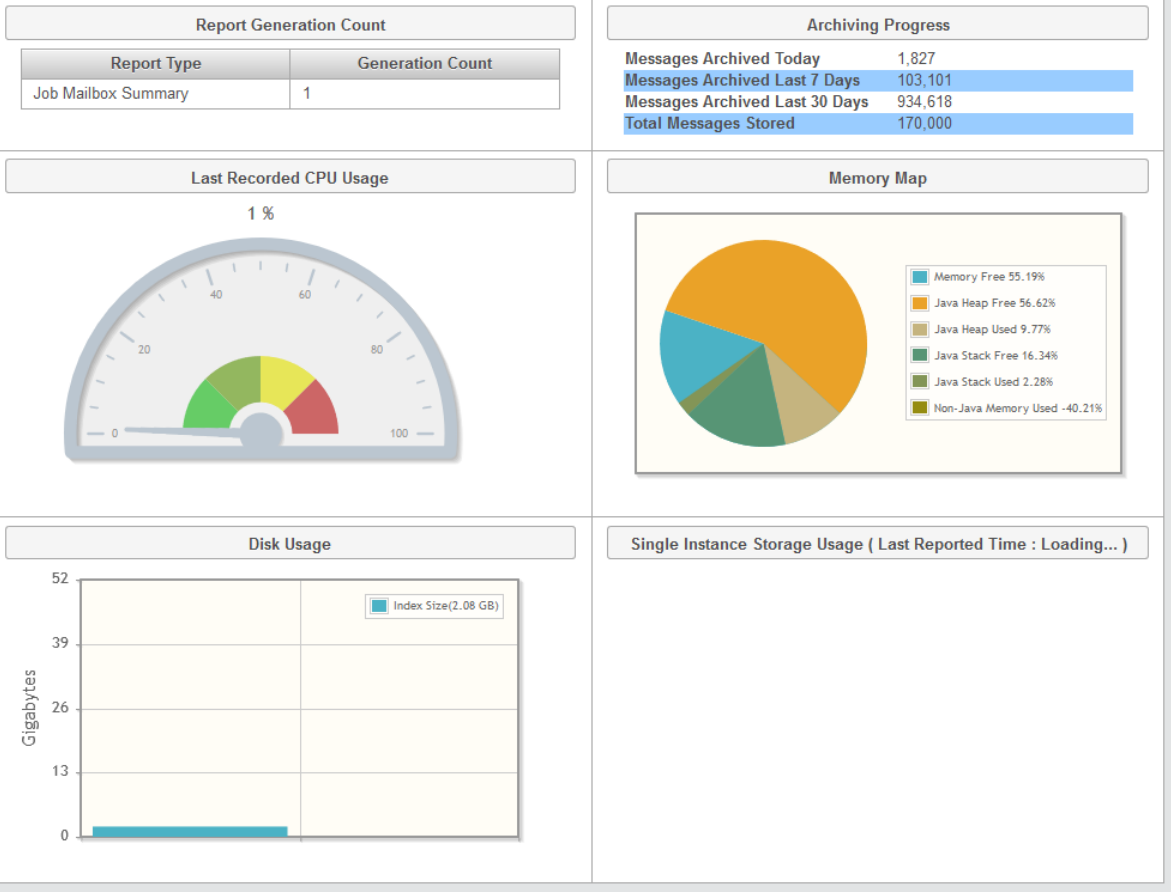 Report Generation Count
Report Type Generation Count
Job Mailbox Summary 1
Archiving Progress
Messages Archived Today 1,827
Messages Archived Last 7 Days 103,101
Messages Archived Last 30 Days 934,618
Total Messages Stored 170,000
Last Recorded CPU Usage
1 %
0 20 40 60 80 100
Memory Map
Memory Free 55.19%
Java Heap Free 56.62%
Java Heap Used 9.77%
Java Stack Free 16.34%
Java Stack Used 2.28%
Non-Java Memory Used -40.21%
Disk Usage
52
39
26
13
0
Gigabytes
Index Size(2.08 GB)
Single Instance Storage Usage ( Last Reported Time : Loading... )